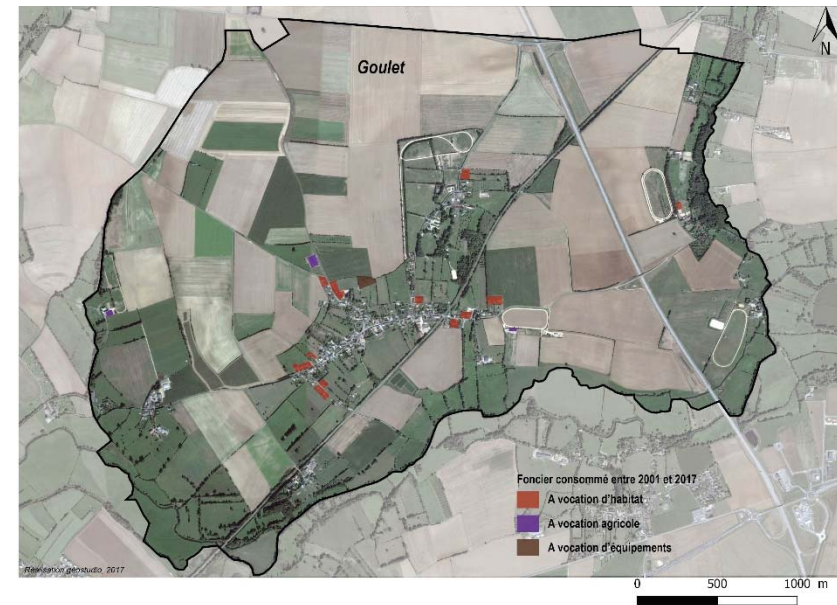 N
Goulet
Foncier consommé entre 2001 et 2017
A vocation d'habitat
A vocation agricole
A vocation d'équipements
Réalisation géostudio, 2017
0 500 1000 m